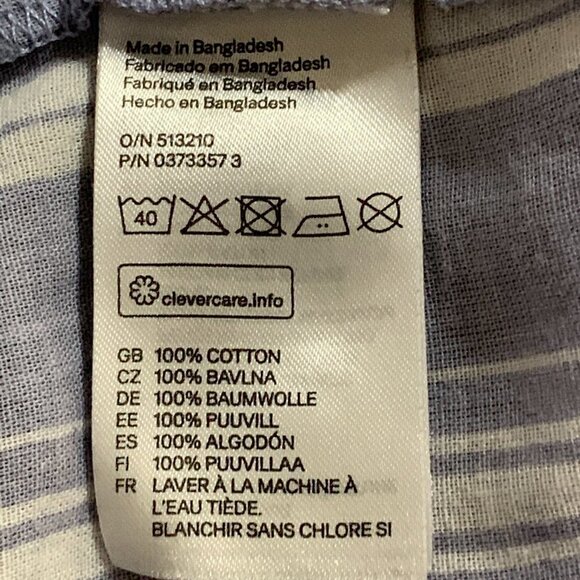 Made in Bangladesh
Fabricado em Bangladesh
Fabriqué en Bangladesh
Hecho en Bangladesh
O/N 513210
P/N 0373357 3
40
clevercare.info
GB 100% COTTON
CZ 100% BAVLNA
DE 100% BAUMWOLLE
EE 100% PUUVILL
ES 100% ALGODÓN
FI 100% PUUVILLAA
FR LAVER À LA MACHINE À
L'EAU TIÈDE.
BLANCHIR SANS CHLORE SI